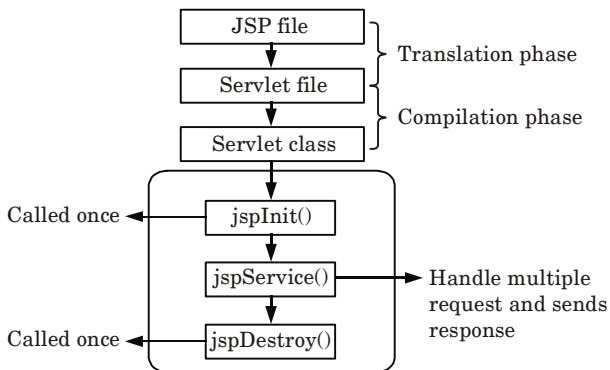 JSP file
Translation phase
Servlet file
Compilation phase
Servlet class
Called once
jspInit()
jspService()
Handle multiple
request and sends
response
Called once
jspDestroy()